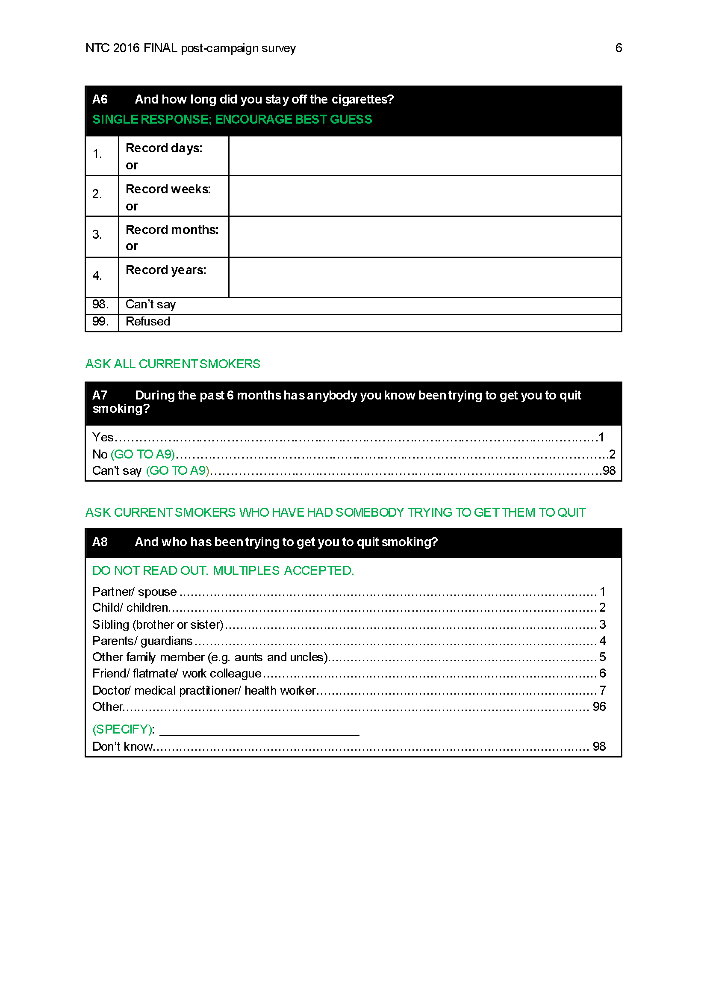 NTC 2016 FINAL post-campaign survey 6
A6 And how long did you stay off the cigarettes?
SINGLE RESPONSE; ENCOURAGE BEST GUESS
1. Record days:
or
2. Record weeks:
or
3. Record months:
or
4. Record years:
98. Can’t say
99. Refused
ASK ALL CURRENT SMOKERS
A7 During the past 6 months has anybody you know been trying to get you to quit
smoking?
Yes……………………………………………………………………………………………………1
No (GO TO A9)…………………………………………………………………………………………2
Can't say (GO TO A9)…………………………………………………………………………………98
ASK CURRENT SMOKERS WHO HAVE HAD SOMEBODY TRYING TO GET THEM TO QUIT
A8 And who has been trying to get you to quit smoking?
DO NOT READ OUT. MULTIPLES ACCEPTED.
Partner/ spouse ............................................................................................................ 1
Child/ children............................................................................................................... 2
Sibling (brother or sister)................................................................................................ 3
Parents/ guardians ........................................................................................................ 4
Other family member (e.g. aunts and uncles)...................................................................... 5
Friend/ flatmate/ work colleague...................................................................................... 6
Doctor/ medical practitioner/ health worker........................................................................ 7
Other......................................................................................................................... 96
(SPECIFY): ______________________________
Don’t know................................................................................................................. 98